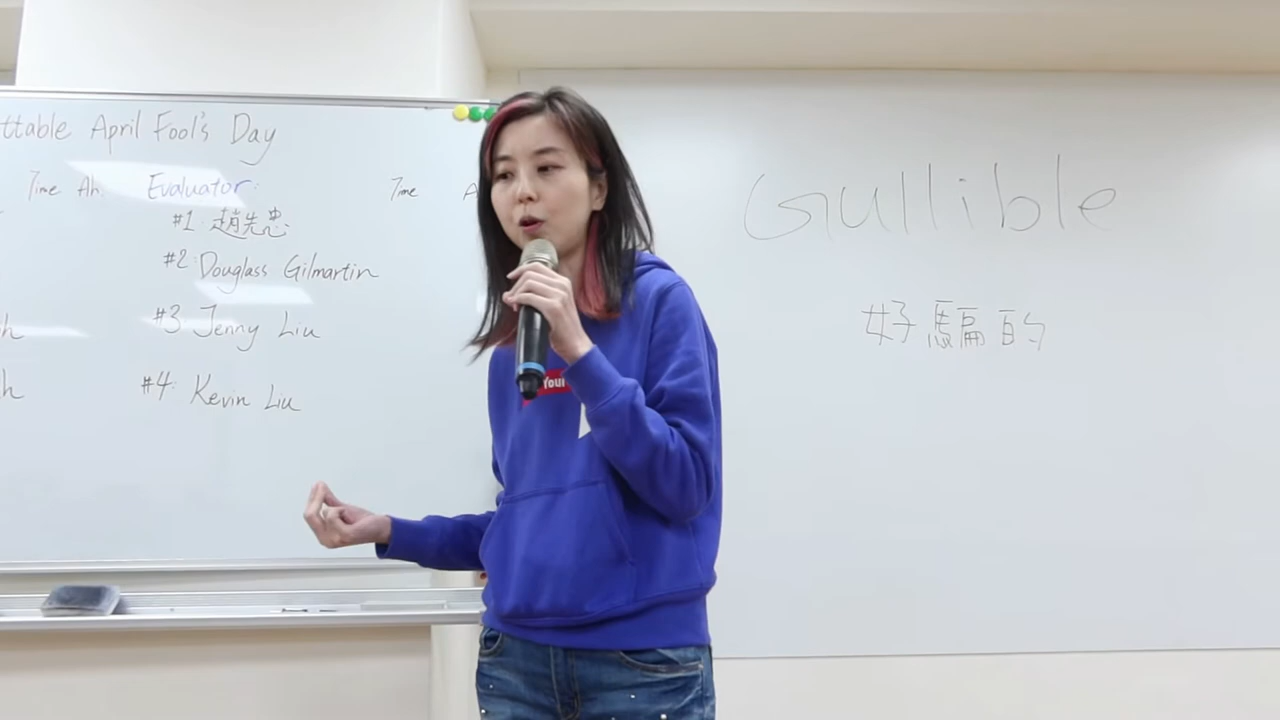 ttable April Fool's Day
Time Ah. Evaluator: Time A
#1: 趙先忠
#2: Douglass Gilmartin
h #3 Jenny Liu
h #4: Kevin Liu
Gullible
好騙的
Your